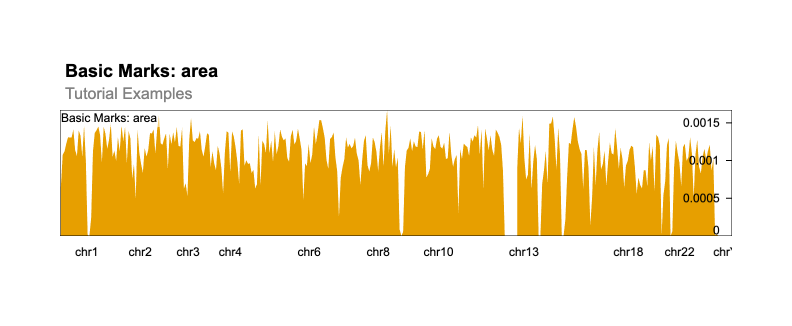 Basic Marks: area
Tutorial Examples
Basic Marks: area
0.0015
0.001
0.0005
0
chr1 chr2 chr3 chr4 chr6 chr8 chr10 chr13 chr18 chr22